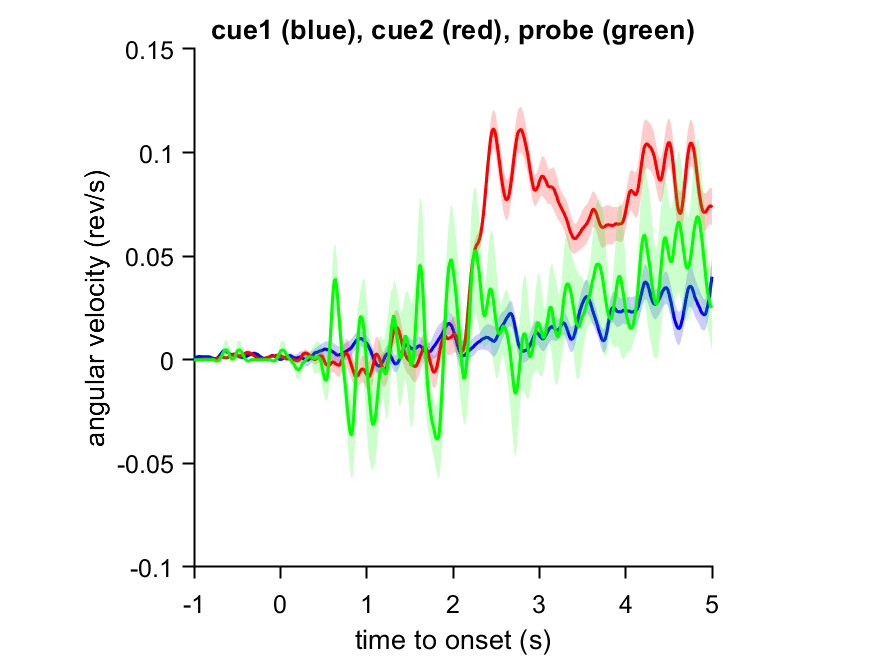 cue1 (blue), cue2 (red), probe (green)
0.15
0.1
0.05
0
-0.05
-0.1
angular velocity (rev/s)
-1 0 1 2 3 4 5
time to onset (s)